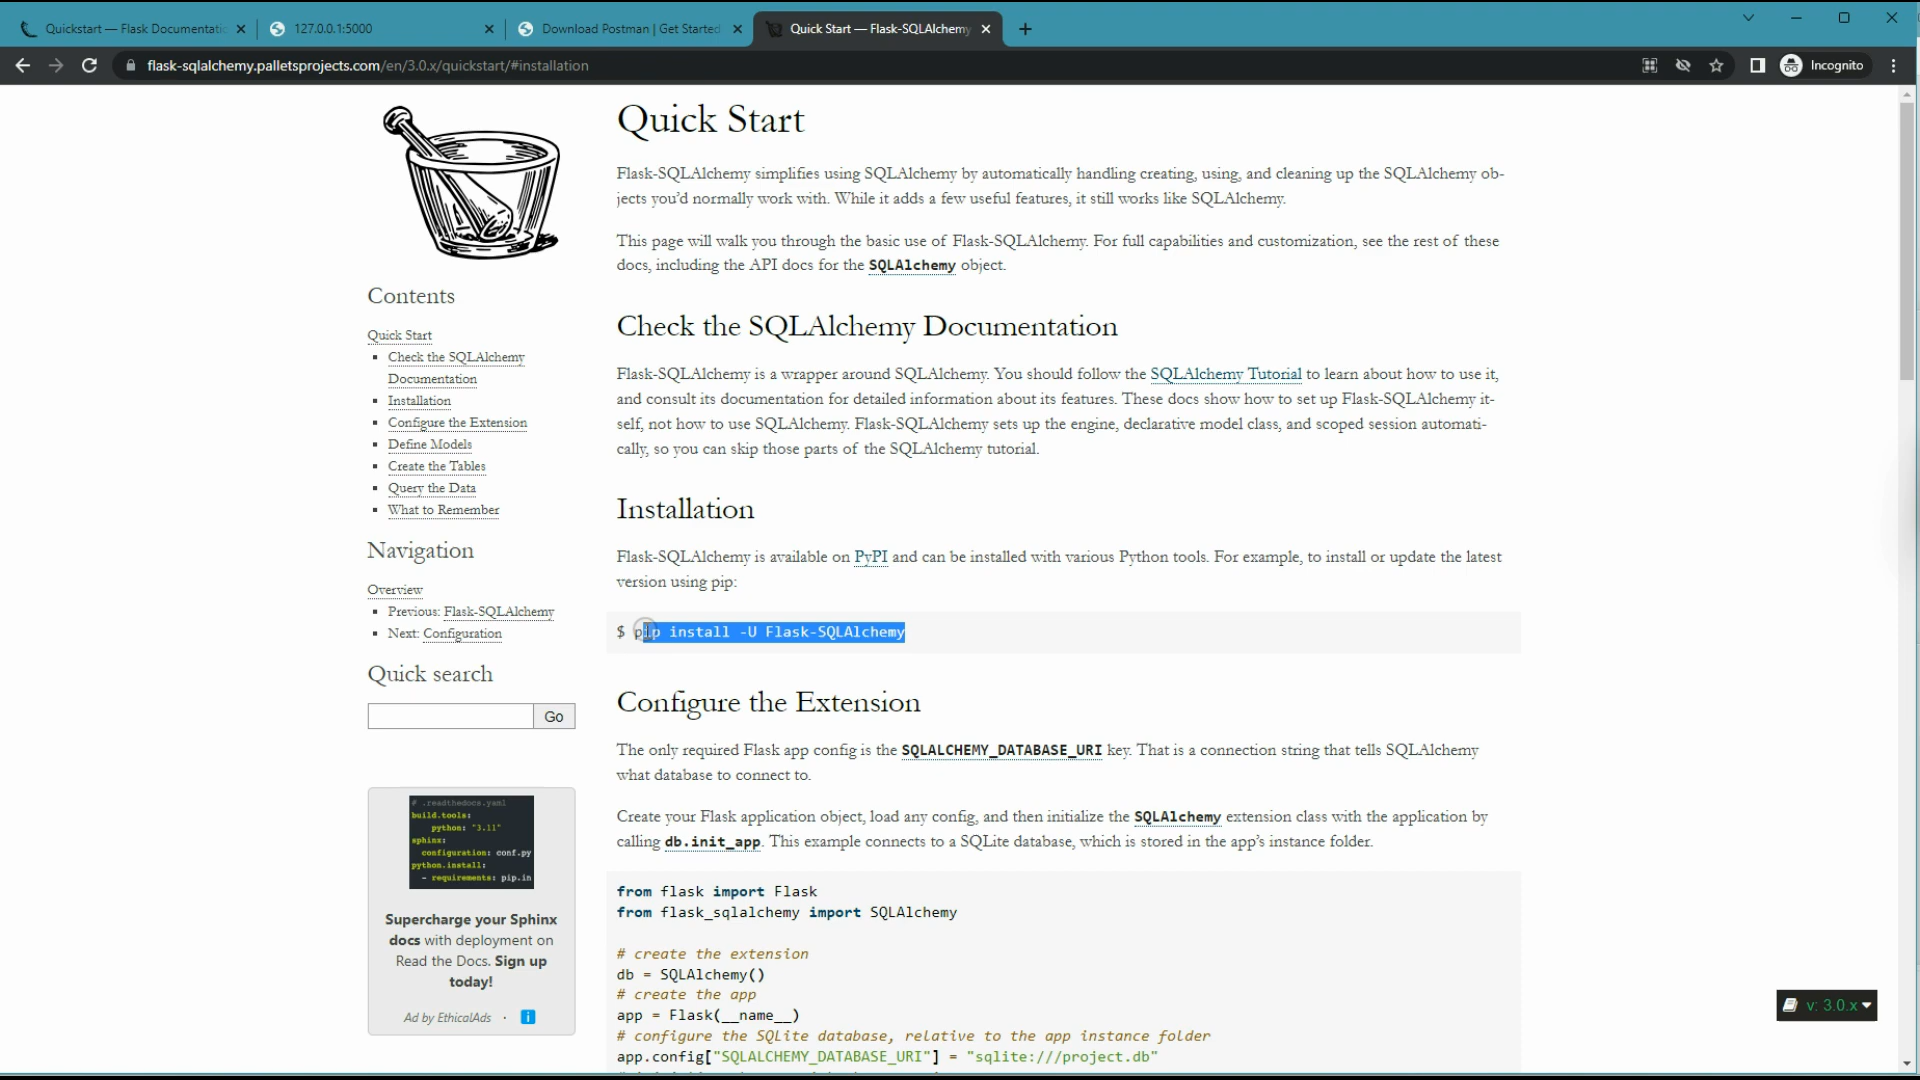 Quickstart — Flask Documentatio
127.0.0.1:5000
Download Postman | Get Started
Quick Start — Flask-SQLAlchemy
flask-sqlalchemy.palletsprojects.com/en/3.0.x/quickstart/#installation
Incognito
Contents
Quick Start
Check the SQLAlchemy
Documentation
Installation
Configure the Extension
Define Models
Create the Tables
Query the Data
What to Remember
Navigation
Overview
Previous: Flask-SQLAlchemy
Next: Configuration
Quick search
Go
# .readthedocs.yaml
build.tools:
python: "3.11"
sphinx:
configuration: conf.py
python.install:
- requirements: pip.in
Supercharge your Sphinx
docs with deployment on
Read the Docs. Sign up
today!
Ad by EthicalAds ·
Quick Start
Flask-SQLAlchemy simplifies using SQLAlchemy by automatically handling creating, using, and cleaning up the SQLAlchemy ob-
jects you'd normally work with. While it adds a few useful features, it still works like SQLAlchemy.
This page will walk you through the basic use of Flask-SQLAlchemy. For full capabilities and customization, see the rest of these
docs, including the API docs for the SQLAlchemy object.
Check the SQLAlchemy Documentation
Flask-SQLAlchemy is a wrapper around SQLAlchemy. You should follow the SQLAlchemy Tutorial to learn about how to use it,
and consult its documentation for detailed information about its features. These docs show how to set up Flask-SQLAlchemy it-
self, not how to use SQLAlchemy. Flask-SQLAlchemy sets up the engine, declarative model class, and scoped session automati-
cally, so you can skip those parts of the SQLAlchemy tutorial.
Installation
Flask-SQLAlchemy is available on PyPI and can be installed with various Python tools. For example, to install or update the latest
version using pip:
$ pip install -U Flask-SQLAlchemy
Configure the Extension
The only required Flask app config is the SQLALCHEMY_DATABASE_URI key. That is a connection string that tells SQLAlchemy
what database to connect to.
Create your Flask application object, load any config, and then initialize the SQLAlchemy extension class with the application by
calling db.init_app. This example connects to a SQLite database, which is stored in the app's instance folder.
from flask import Flask
from flask_sqlalchemy import SQLAlchemy
# create the extension
db = SQLAlchemy()
# create the app
app = Flask(__name__)
# configure the SQLite database, relative to the app instance folder
app.config["SQLALCHEMY_DATABASE_URI"] = "sqlite:///project.db"
v: 3.0.x